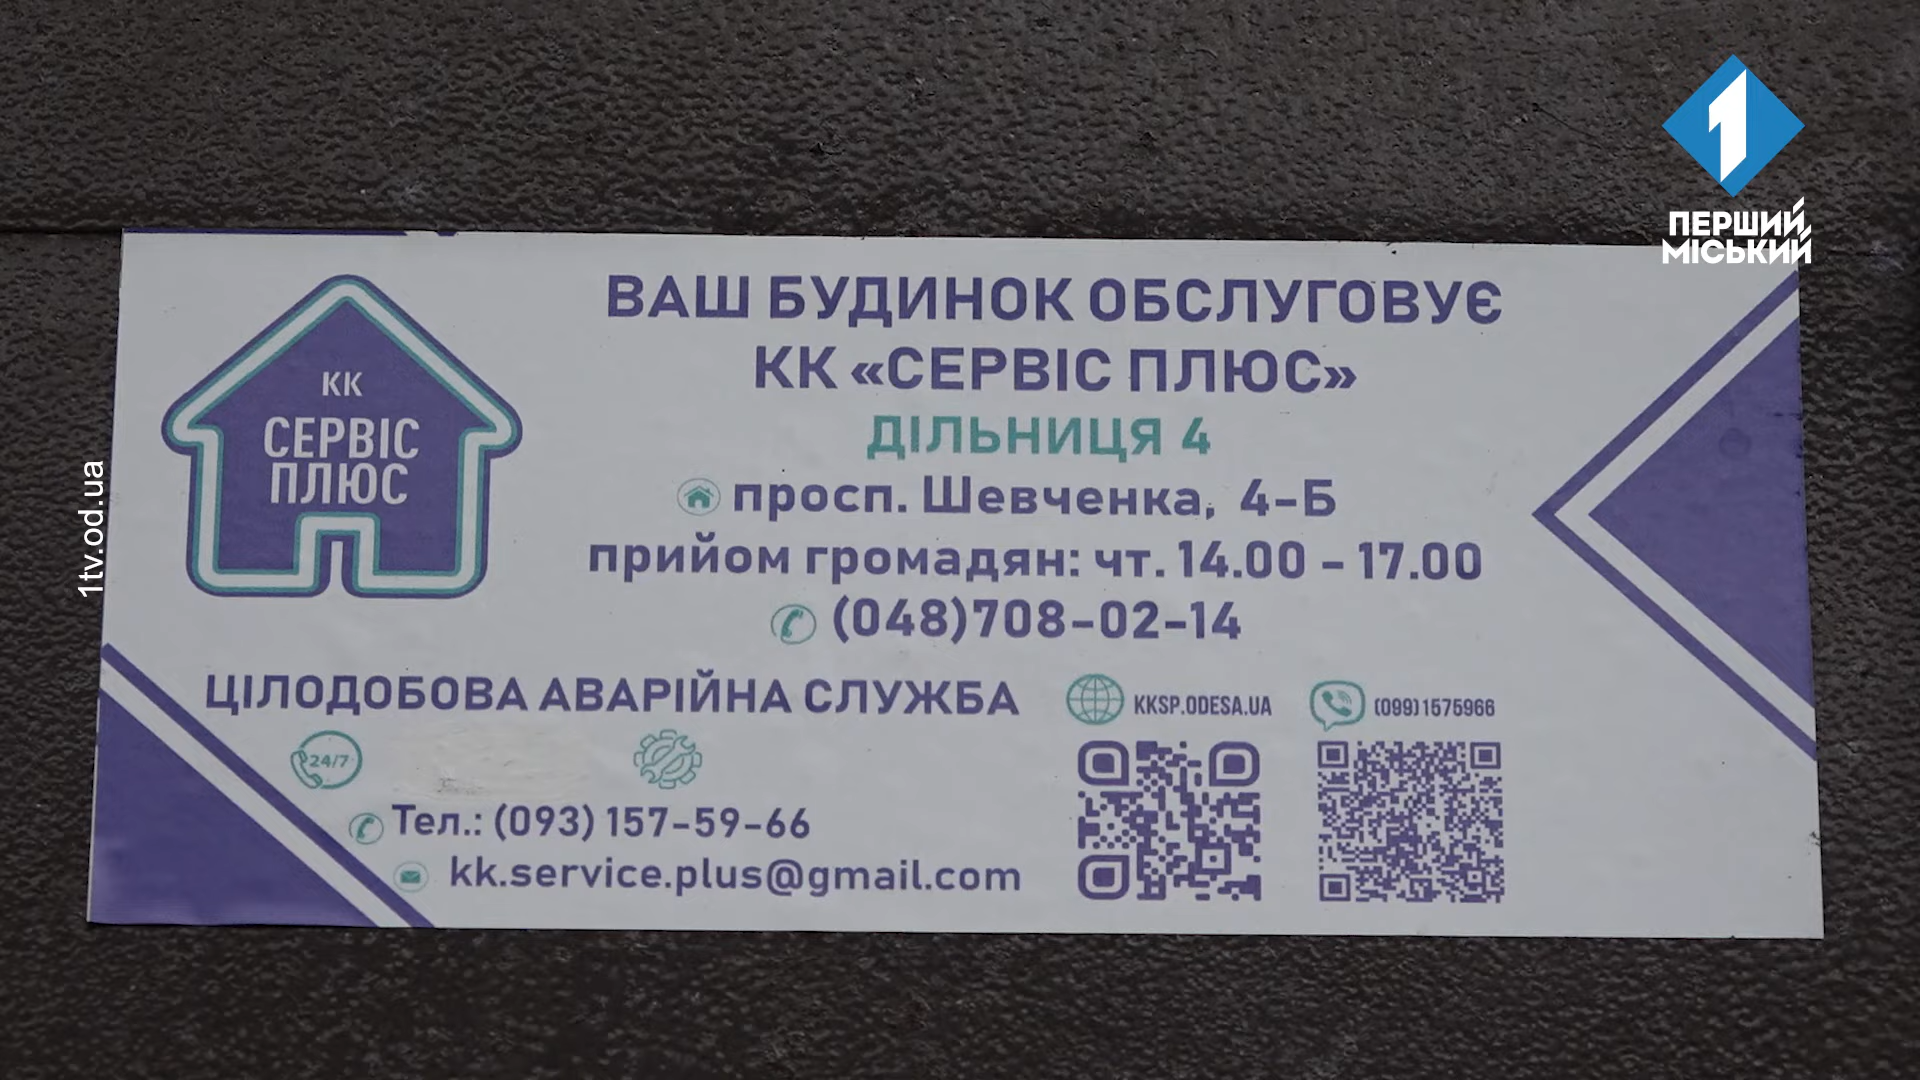 ПЕРШИЙ
МІСЬКИЙ
1tv.od.ua
КК
СЕРВІС
ПЛЮС
ВАШ БУДИНОК ОБСЛУГОВУЄ
КК «СЕРВІС ПЛЮС»
ДІЛЬНИЦЯ 4
просп. Шевченка, 4-Б
прийом громадян: чт. 14.00 - 17.00
(048)708-02-14
ЦІЛОДОБОВА АВАРІЙНА СЛУЖБА
24/7
Тел.: (093) 157-59-66
kk.service.plus@gmail.com
KKSP.ODESA.UA
(099)1575966